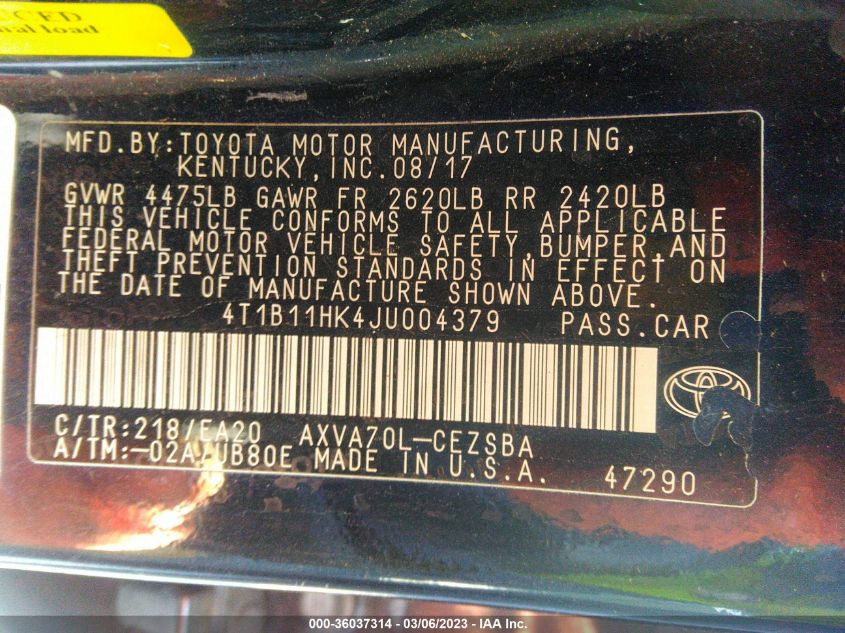 UCED
nal load
MFD.BY:TOYOTA MOTOR MANUFACTURING,
KENTUCKY,INC.08/17
GVWR 4475LB GAWR FR 2620LB RR 2420LB
THIS VEHICLE CONFORMS TO ALL APPLICABLE
FEDERAL MOTOR VEHICLE SAFETY,BUMPER,AND
THEFT PREVENTION STANDARDS IN EFFECT ON
THE DATE OF MANUFACTURE SHOWN ABOVE.
4T1B11HK4JU004379 PASS.CAR
C/TR:218/EA20 AXVA70L-CEZSBA
A/TM:-02A/UB80E MADE IN U.S.A. 47290
000-36037314 - 03/06/2023 - IAA Inc.